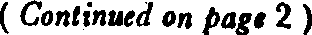 ( Continued on page 2 )